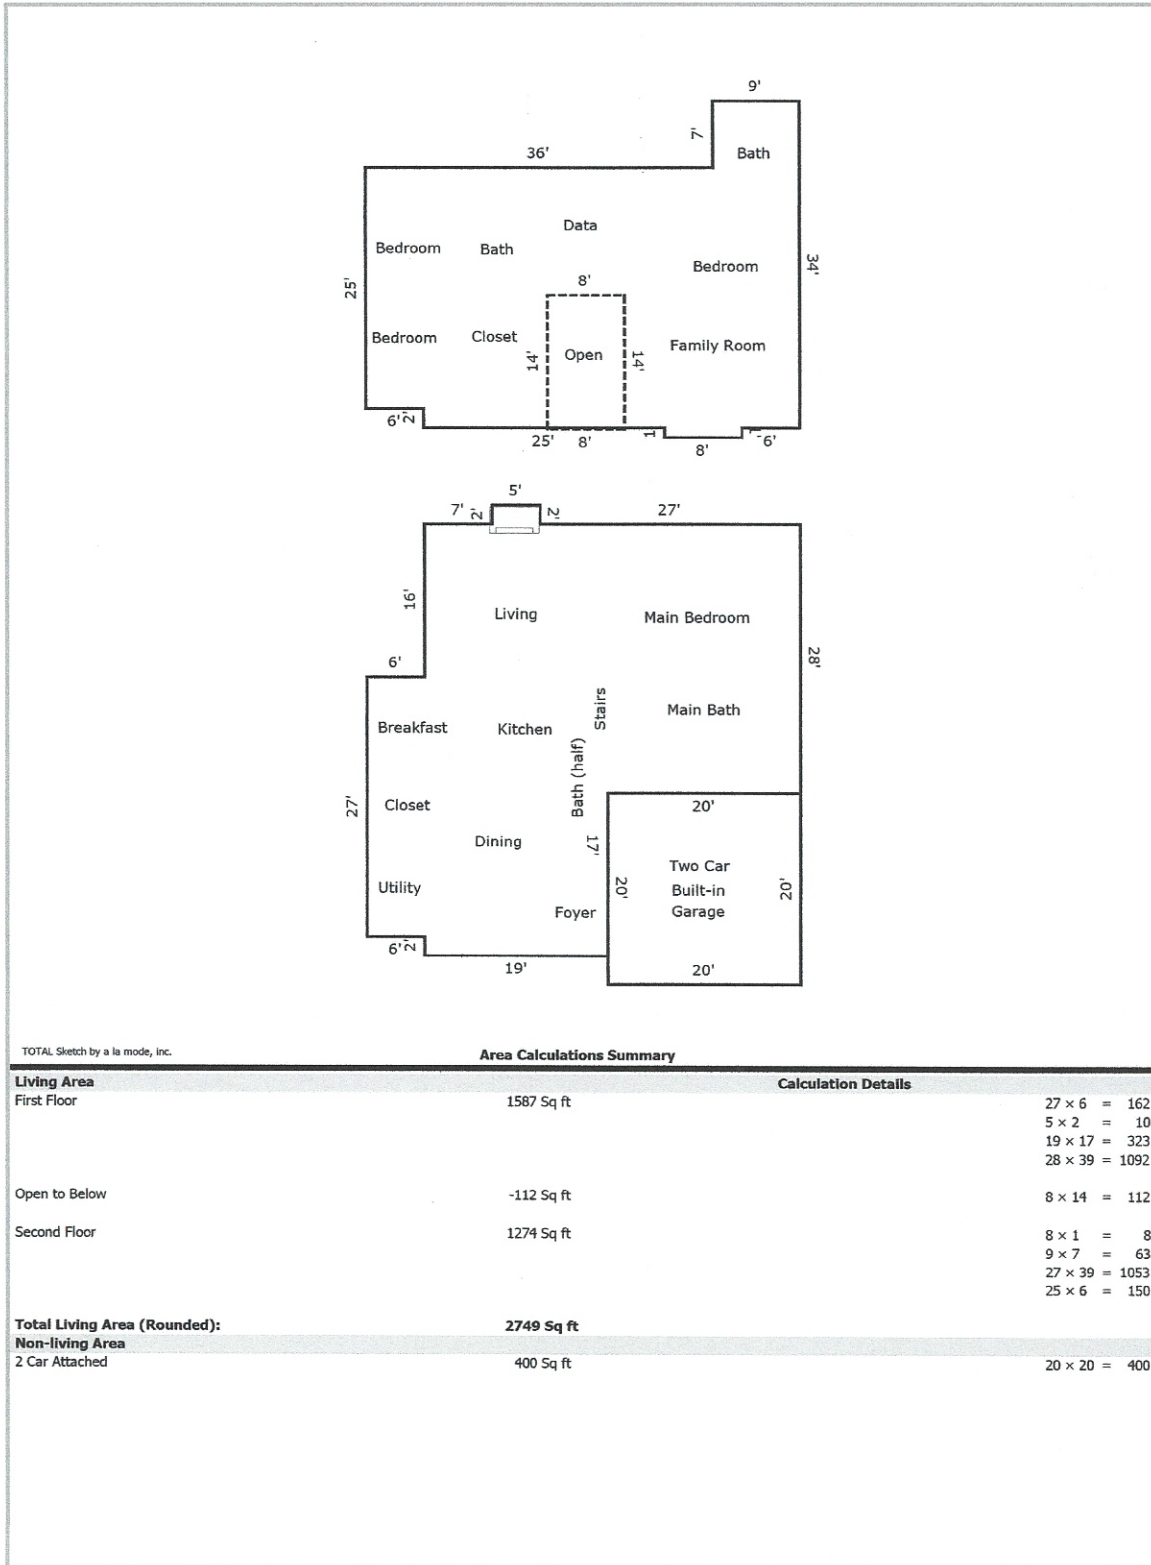 9'
7'
Bath
36'
Data
Bedroom
Bath
Bedroom
34'
25'
8'
Bedroom
Closet
14'
Open
14'
Family Room
6'
2'
25'
8'
1'
8'
1'
6'
5'
7'
2'
2'
27'
16'
Living
Main Bedroom
28'
6'
Stairs
Main Bath
Breakfast
Kitchen
Bath (half)
27'
Closet
20'
Dining
17'
Two Car
Utility
20'
Built-in
20'
Foyer
Garage
6'
2'
19'
20'
TOTAL Sketch by a la mode, inc.
Area Calculations Summary
Living Area Calculation Details
First Floor 1587 Sq ft 27 × 6 = 162
5 × 2 = 10
19 × 17 = 323
28 × 39 = 1092
Open to Below -112 Sq ft 8 × 14 = 112
Second Floor 1274 Sq ft 8 × 1 = 8
9 × 7 = 63
27 × 39 = 1053
25 × 6 = 150
Total Living Area (Rounded): 2749 Sq ft
Non-living Area
2 Car Attached 400 Sq ft 20 × 20 = 400